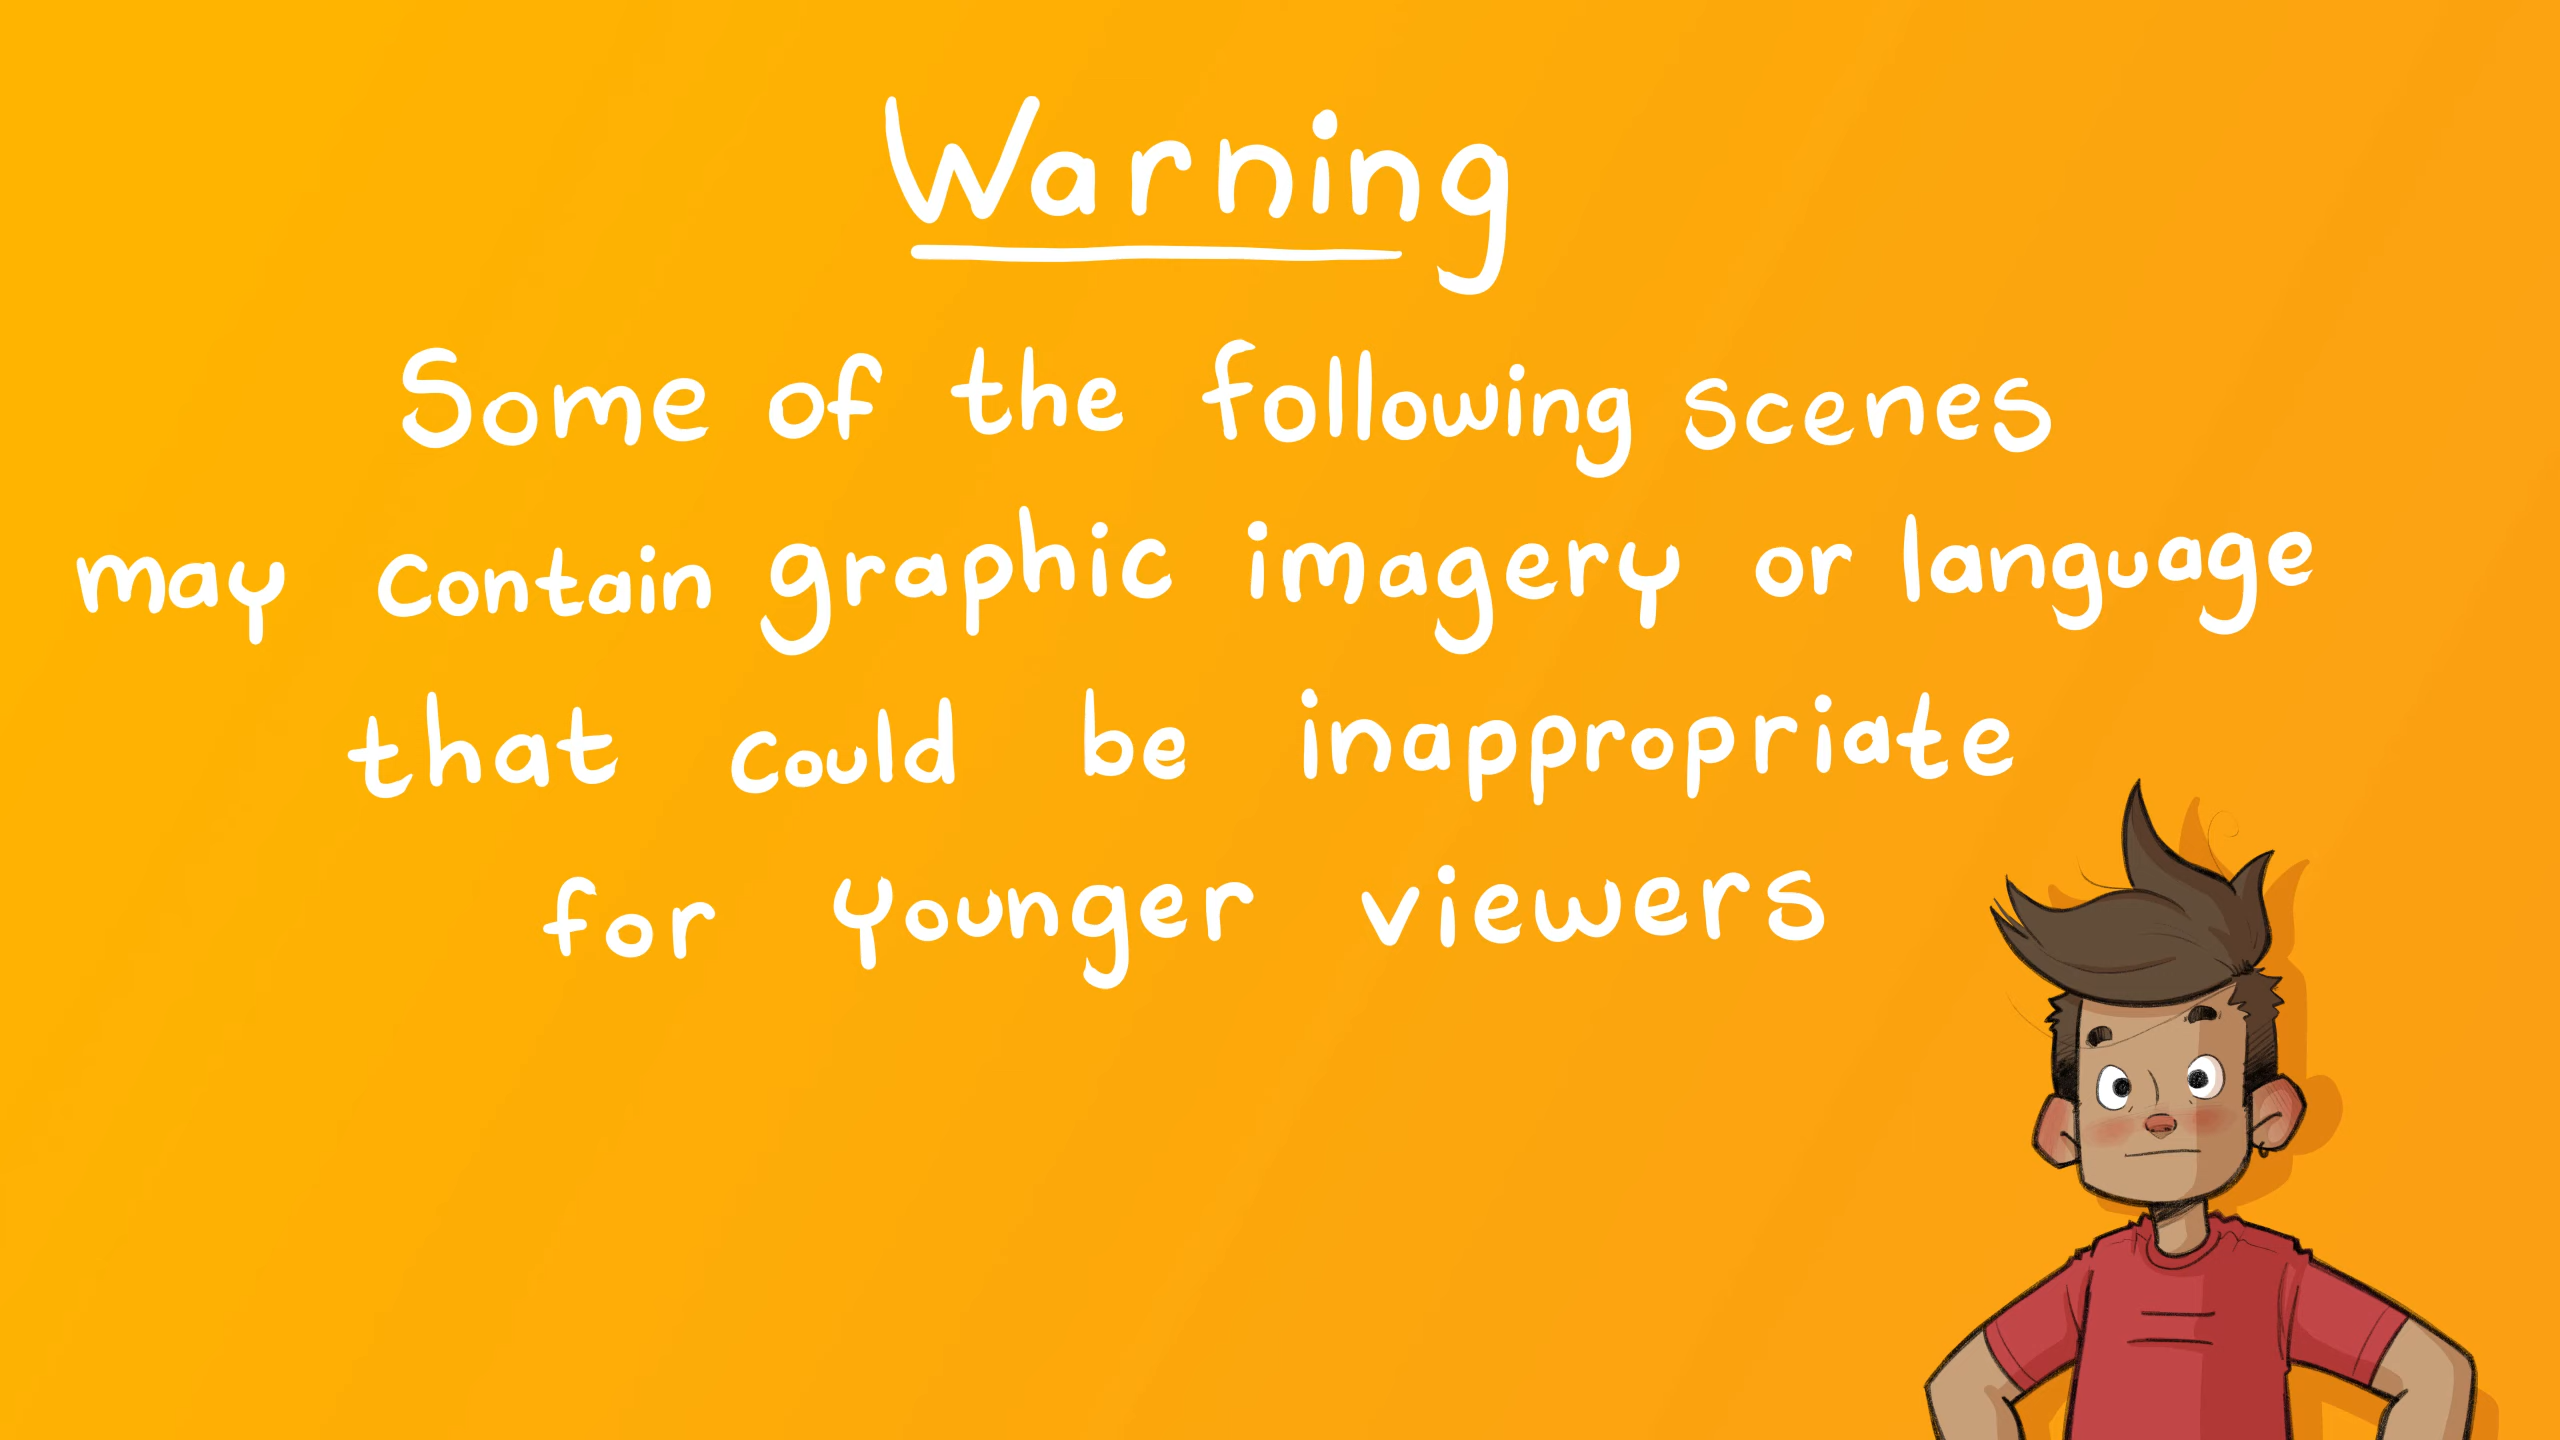 Warning
Some of the following scenes
may contain graphic imagery or language
that could be inappropriate
for younger viewers